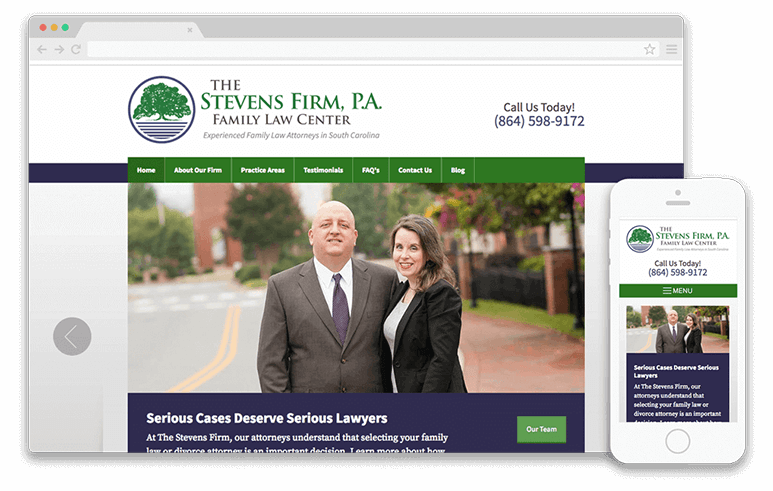 THE
STEVENS FIRM, P.A.
FAMILY LAW CENTER
Experienced Family Law Attorneys in South Carolina
Call Us Today!
(864) 598-9172
Home About Our Firm Practice Areas Testimonials FAQ's Contact Us Blog
Serious Cases Deserve Serious Lawyers
At The Stevens Firm, our attorneys understand that selecting your family
law or divorce attorney is an important decision. Learn more about how
Our Team
THE
STEVENS FIRM, P.A.
FAMILY LAW CENTER
Experienced Family Law Attorneys in South Carolina
Call Us Today!
(864) 598-9172
MENU
Serious Cases Deserve Serious
Lawyers
At The Stevens Firm, our
attorneys understand that
selecting your family law or
divorce attorney is an important
decision. Learn more about how